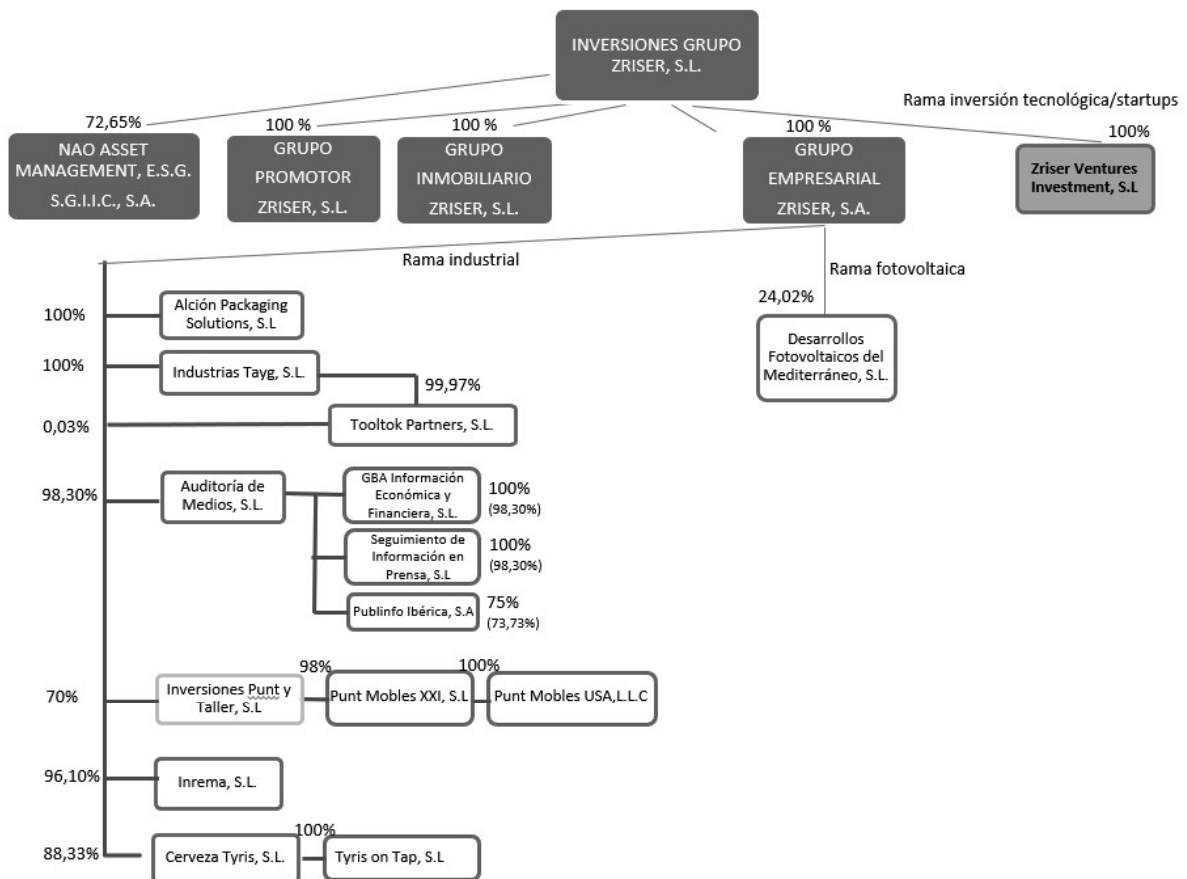 INVERSIONES GRUPO
ZRISER, S.L.
Rama inversión tecnológica/startups
72,65%
100 %
100 %
100 %
100%
NAO ASSET
MANAGEMENT, E.S.G.
S.G.I.I.C., S.A.
GRUPO
PROMOTOR
ZRISER, S.L.
GRUPO
INMOBILIARIO
ZRISER, S.L.
GRUPO
EMPRESARIAL
ZRISER, S.A.
Zriser Ventures
Investment, S.L
Rama industrial
Rama fotovoltaica
24,02%
Desarrollos
Fotovoltaicos del
Mediterráneo, S.L.
100%
Alción Packaging
Solutions, S.L
100%
Industrias Tayg, S.L.
99,97%
0,03%
Tooltok Partners, S.L.
98,30%
Auditoría de
Medios, S.L.
GBA Información
Económica y
Financiera, S.L.
100%
(98,30%)
Seguimiento de
Información en
Prensa, S.L
100%
(98,30%)
Publinfo Ibérica, S.A
75%
(73,73%)
70%
Inversiones Punt y
Taller, S.L
98%
Punt Mobles XXI, S.L
100%
Punt Mobles USA,L.L.C
96,10%
Inrema, S.L.
88,33%
Cerveza Tyris, S.L.
100%
Tyris on Tap, S.L